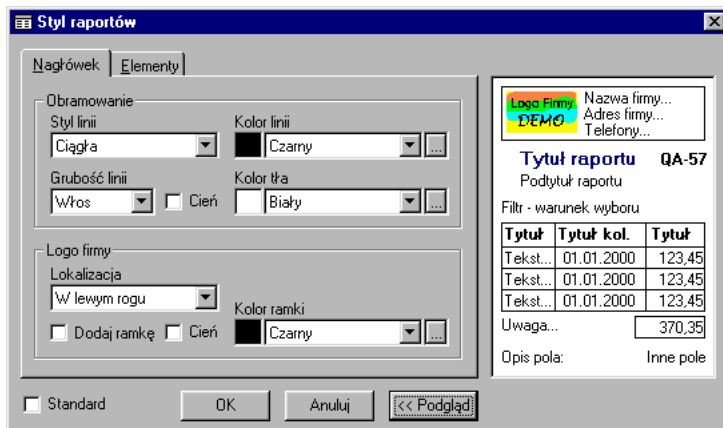 Styl raportów
Nagłówek Elementy
Obramowanie
Styl linii Kolor linii
Ciągła Czarny ...
Grubość linii Kolor tła
Włos Cień Biały ...
Logo firmy
Lokalizacja
W lewym rogu Kolor ramki
Dodaj ramkę Cień Czarny ...
Standard OK Anuluj << Podgląd
Logo Firmy
DEMO
Nazwa firmy...
Adres firmy...
Telefony...
Tytuł raportu QA-57
Podtytuł raportu
Filtr - warunek wyboru
Tytuł Tytuł kol. Tytuł
Tekst... 01.01.2000 123,45
Tekst... 01.01.2000 123,45
Tekst... 01.01.2000 123,45
Uwaga... 370,35
Opis pola: Inne pole